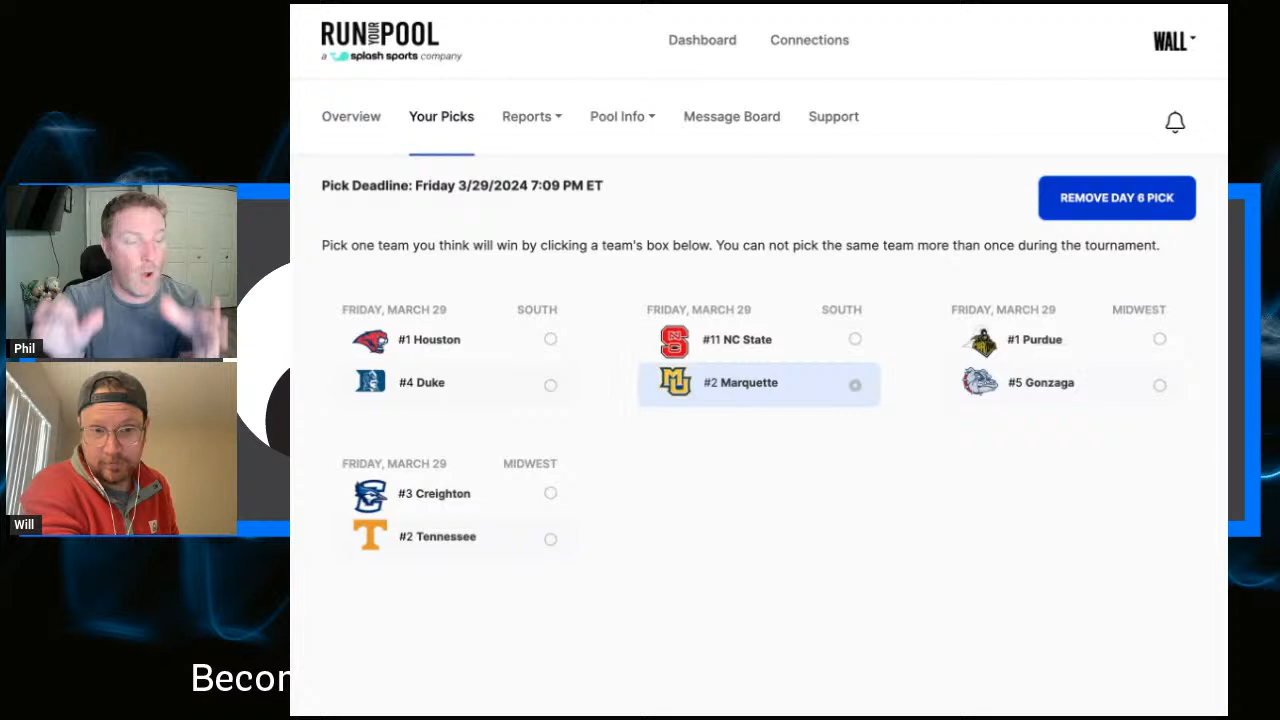 RUN YOUR POOL
a splash sports company
Dashboard
Connections
WALL
Overview
Your Picks
Reports
Pool Info
Message Board
Support
Pick Deadline: Friday 3/29/2024 7:09 PM ET
REMOVE DAY 6 PICK
Pick one team you think will win by clicking a team's box below. You can not pick the same team more than once during the tournament.
FRIDAY, MARCH 29 SOUTH
#1 Houston
#4 Duke
FRIDAY, MARCH 29 SOUTH
#11 NC State
#2 Marquette
FRIDAY, MARCH 29 MIDWEST
#1 Purdue
#5 Gonzaga
FRIDAY, MARCH 29 MIDWEST
#3 Creighton
#2 Tennessee
Phil
Will
Becon